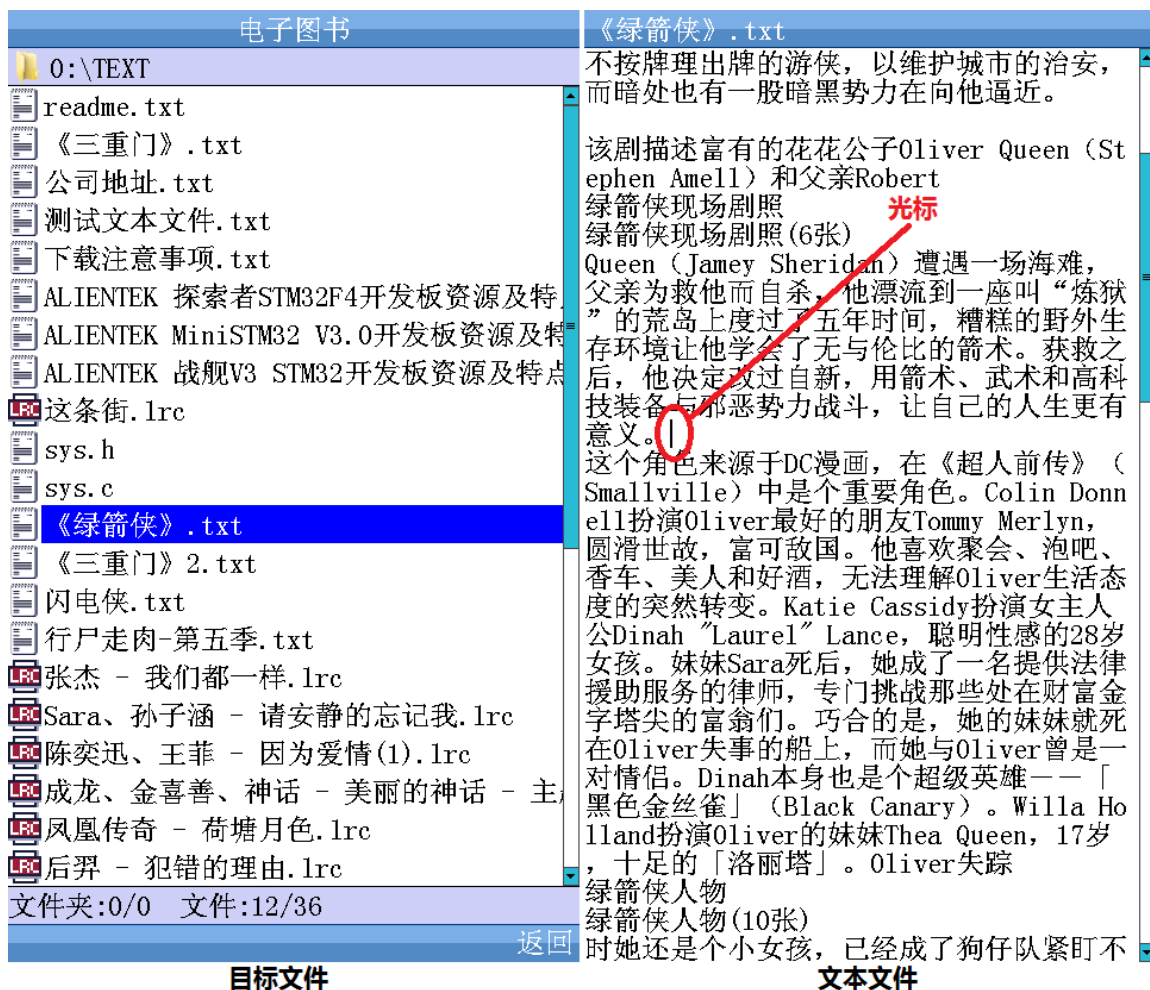 电子图书
0:\TEXT
readme.txt
《三重门》.txt
公司地址.txt
测试文本文件.txt
下载注意事项.txt
ALIENTEK 探索者STM32F4开发板资源及特
ALIENTEK MiniSTM32 V3.0开发板资源及特
ALIENTEK 战舰V3 STM32开发板资源及特点
这条街.lrc
sys.h
sys.c
《绿箭侠》.txt
《三重门》2.txt
闪电侠.txt
行尸走肉-第五季.txt
张杰 - 我们都一样.lrc
Sara、孙子涵 - 请安静的忘记我.lrc
陈奕迅、王菲 - 因为爱情(1).lrc
成龙、金喜善、神话 - 美丽的神话 - 主
凤凰传奇 - 荷塘月色.lrc
后羿 - 犯错的理由.lrc
文件夹:0/0 文件:12/36
返回
目标文件
《绿箭侠》.txt
不按牌理出牌的游侠，以维护城市的治安，
而暗处也有一股暗黑势力在向他逼近。
该剧描述富有的花花公子Oliver Queen（St
ephen Amell）和父亲Robert
绿箭侠现场剧照
光标
绿箭侠现场剧照(6张)
Queen（Jamey Sheridan）遭遇一场海难，
父亲为救他而自杀，他漂流到一座叫“炼狱
”的荒岛上度过了五年时间，糟糕的野外生
存环境让他学会了无与伦比的箭术。获救之
后，他决定改过自新，用箭术、武术和高科
技装备与邪恶势力战斗，让自己的人生更有
意义。
这个角色来源于DC漫画，在《超人前传》（
Smallville）中是个重要角色。Colin Donn
ell扮演Oliver最好的朋友Tommy Merlyn，
圆滑世故，富可敌国。他喜欢聚会、泡吧、
香车、美人和好酒，无法理解Oliver生活态
度的突然转变。Katie Cassidy扮演女主人
公Dinah "Laurel" Lance，聪明性感的28岁
女孩。妹妹Sara死后，她成了一名提供法律
援助服务的律师，专门挑战那些处在财富金
字塔尖的富翁们。巧合的是，她的妹妹就死
在Oliver失事的船上，而她与Oliver曾是一
对情侣。Dinah本身也是个超级英雄——「
黑色金丝雀」（Black Canary）。Willa Ho
lland扮演Oliver的妹妹Thea Queen，17岁
，十足的「洛丽塔」。Oliver失踪
绿箭侠人物
绿箭侠人物(10张)
时她还是个小女孩，已经成了狗仔队紧盯不
文本文件